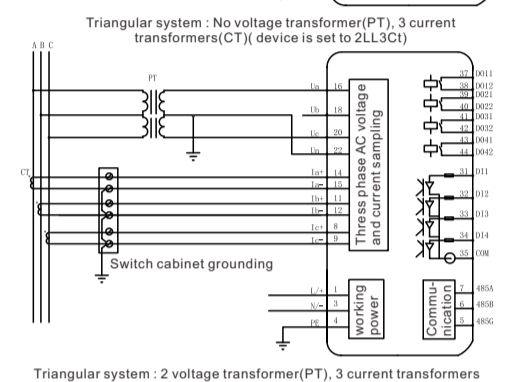 Triangular system : No voltage transformer(PT), 3 current
transformers(CT)( device is set to 2LL3Ct)
A B C
PT
CT
Ua 16
Ub 18
Uc 20
Un 22
Ia+ 14
Ia- 15
Ib+ 11
Ib- 12
Ic+ 8
Ic- 9
Thress phase AC voltage
and current sampling
37 DO11
38 DO12
39 DO21
40 DO22
41 DO31
42 DO32
43 DO41
44 DO42
31 DI1
32 DI2
33 DI3
34 DI4
35 COM
Switch cabinet grounding
L/+ 1
N/- 3
PE 4
working
power
Commu-
nication
7 485A
6 485B
5 485G
Triangular system : 2 voltage transformer(PT), 3 current transformers